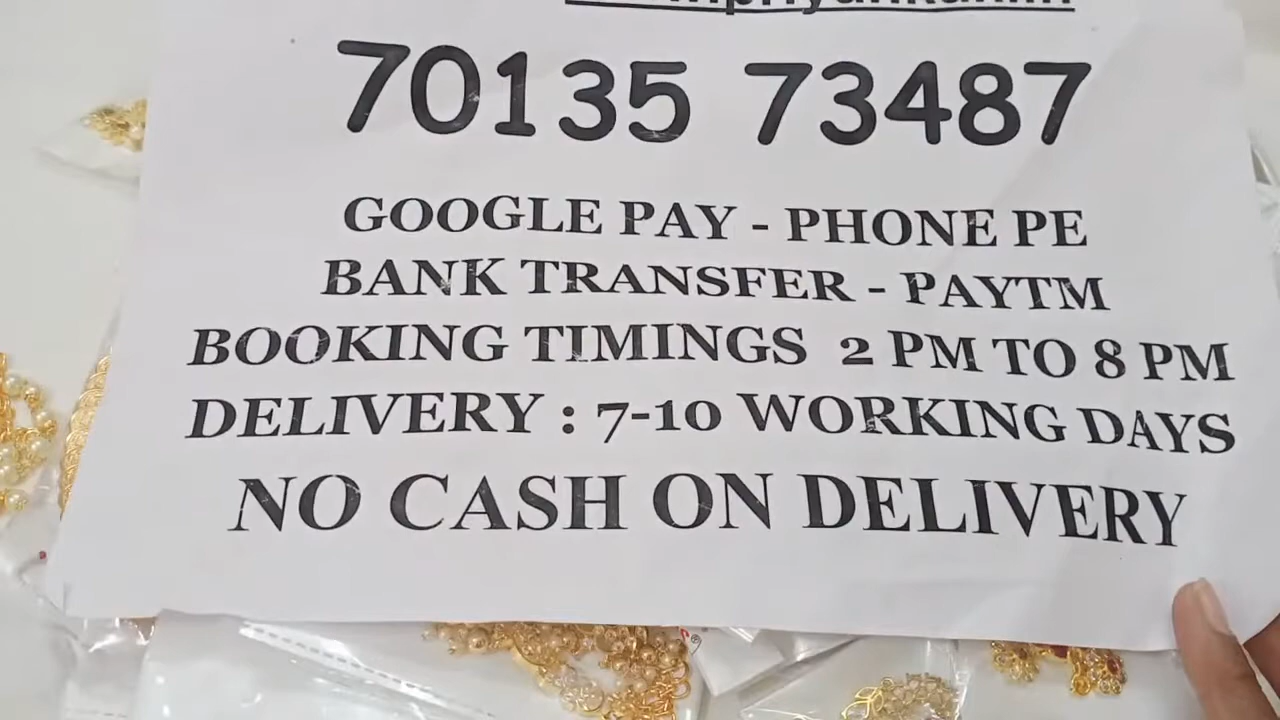 70135 73487
GOOGLE PAY - PHONE PE
BANK TRANSFER - PAYTM
BOOKING TIMINGS 2 PM TO 8 PM
DELIVERY : 7-10 WORKING DAYS
NO CASH ON DELIVERY